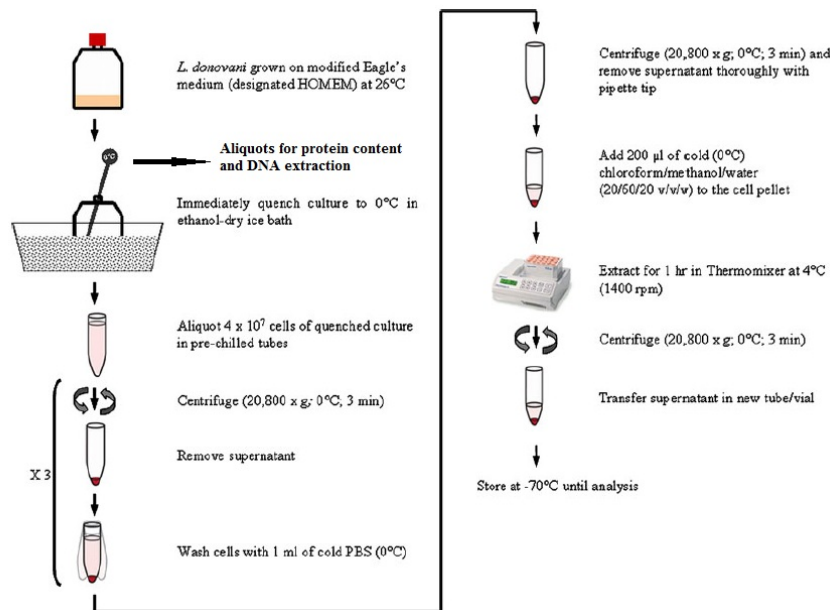 L. donovani grown on modified Eagle's
medium (designated HOMEM) at 26°C
0°C
Aliquots for protein content
and DNA extraction
Immediately quench culture to 0°C in
ethanol-dry ice bath
Aliquot 4 x 10⁷ cells of quenched culture
in pre-chilled tubes
X 3
Centrifuge (20,800 x g; 0°C, 3 min)
Remove supernatant
Wash cells with 1 ml of cold PBS (0°C)
Centrifuge (20,800 x g; 0°C; 3 min) and
remove supernatant thoroughly with
pipette tip
Add 200 µl of cold (0°C)
chloroform/methanol/water
(20/60/20 v/v/v) to the cell pellet
Extract for 1 hr in Thermomixer at 4°C
(1400 rpm)
Centrifuge (20,800 x g; 0°C; 3 min)
Transfer supernatant in new tube/vial
Store at -70°C until analysis